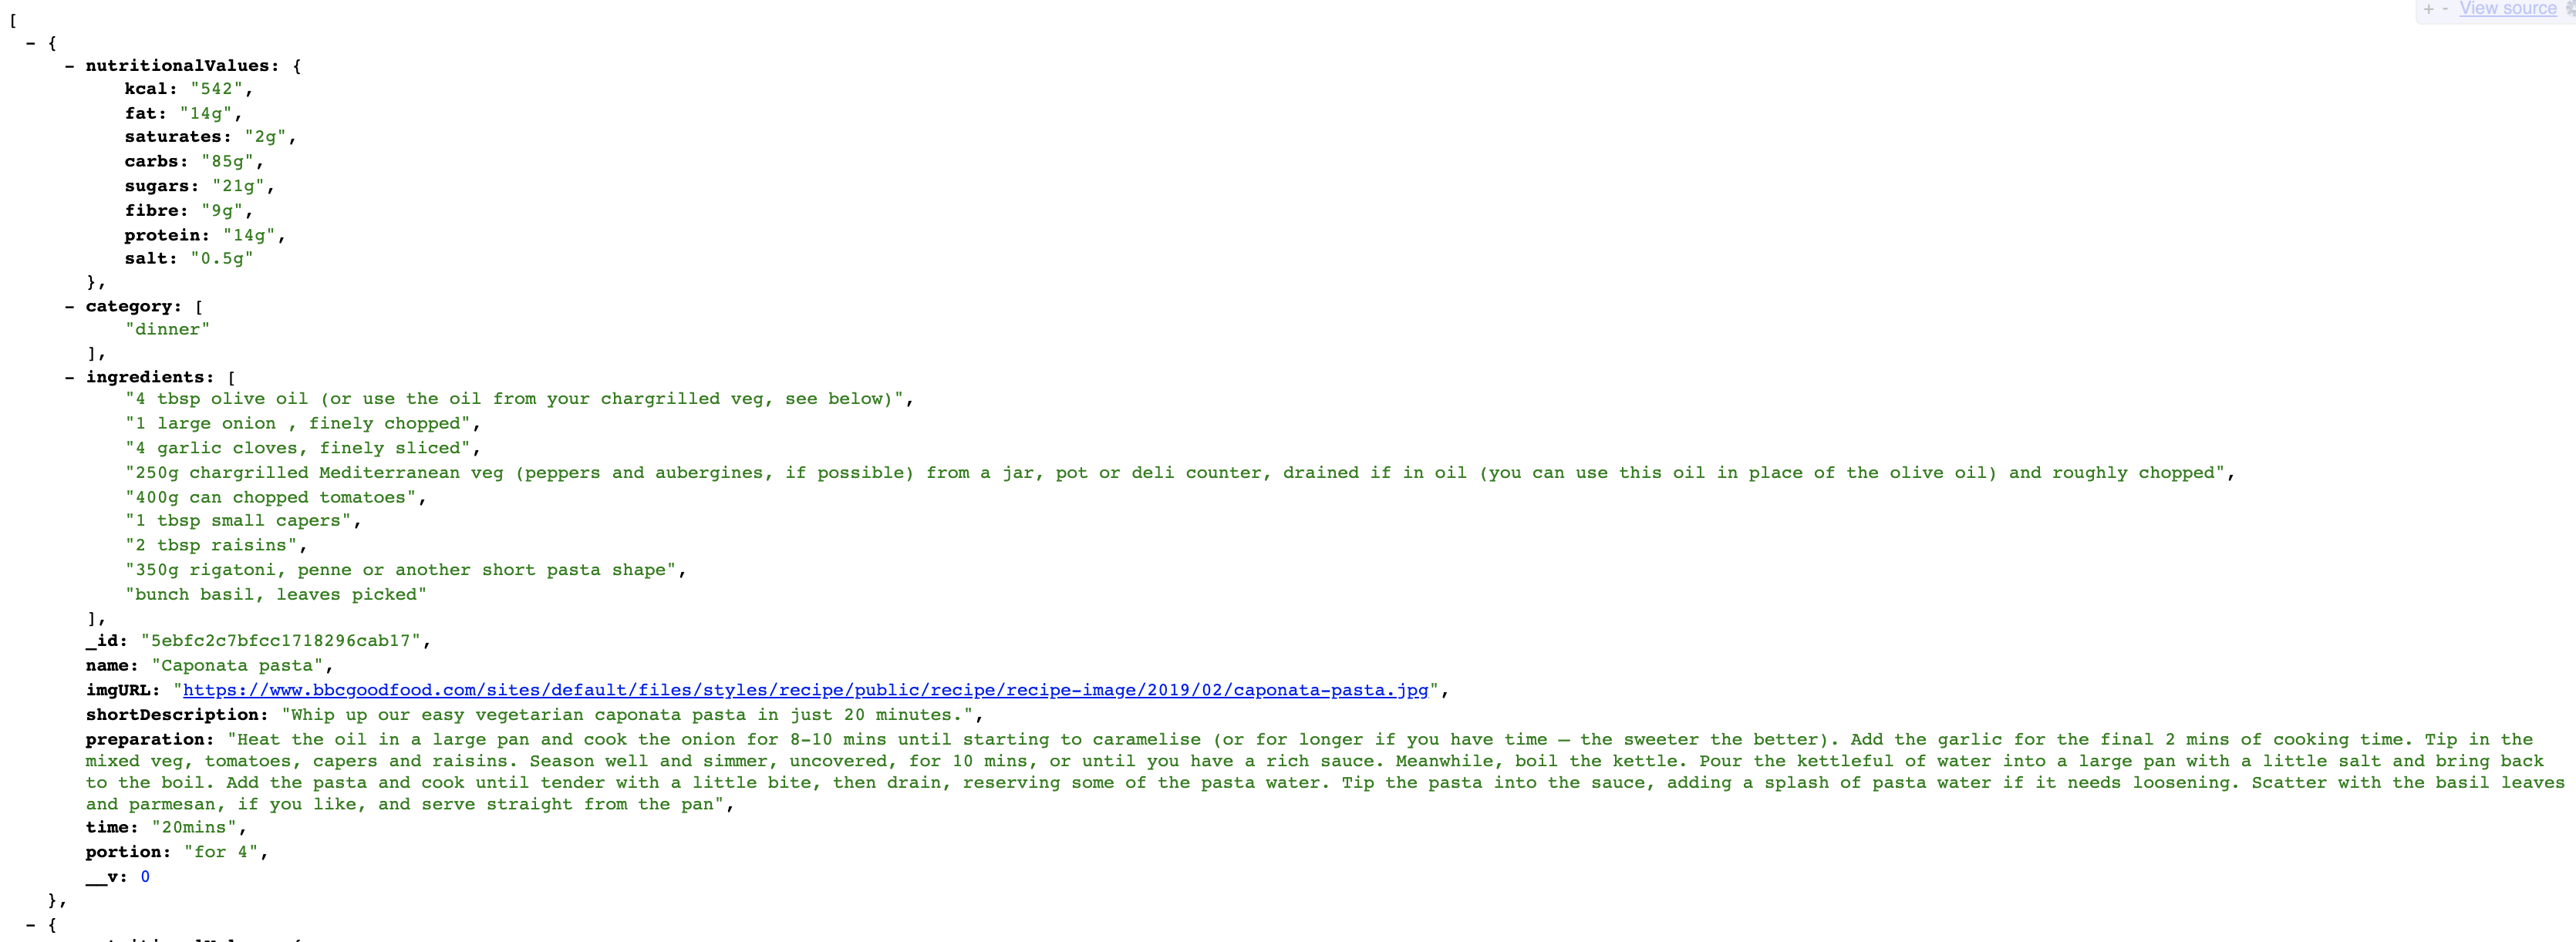 + - View source
[
- {
- nutritionalValues: {
kcal: "542",
fat: "14g",
saturates: "2g",
carbs: "85g",
sugars: "21g",
fibre: "9g",
protein: "14g",
salt: "0.5g"
},
- category: [
"dinner"
],
- ingredients: [
"4 tbsp olive oil (or use the oil from your chargrilled veg, see below)",
"1 large onion , finely chopped",
"4 garlic cloves, finely sliced",
"250g chargrilled Mediterranean veg (peppers and aubergines, if possible) from a jar, pot or deli counter, drained if in oil (you can use this oil in place of the olive oil) and roughly chopped",
"400g can chopped tomatoes",
"1 tbsp small capers",
"2 tbsp raisins",
"350g rigatoni, penne or another short pasta shape",
"bunch basil, leaves picked"
],
_id: "5ebfc2c7bfcc1718296cab17",
name: "Caponata pasta",
imgURL: "https://www.bbcgoodfood.com/sites/default/files/styles/recipe/public/recipe/recipe-image/2019/02/caponata-pasta.jpg",
shortDescription: "Whip up our easy vegetarian caponata pasta in just 20 minutes.",
preparation: "Heat the oil in a large pan and cook the onion for 8-10 mins until starting to caramelise (or for longer if you have time – the sweeter the better). Add the garlic for the final 2 mins of cooking time. Tip in the
mixed veg, tomatoes, capers and raisins. Season well and simmer, uncovered, for 10 mins, or until you have a rich sauce. Meanwhile, boil the kettle. Pour the kettleful of water into a large pan with a little salt and bring back
to the boil. Add the pasta and cook until tender with a little bite, then drain, reserving some of the pasta water. Tip the pasta into the sauce, adding a splash of pasta water if it needs loosening. Scatter with the basil leaves
and parmesan, if you like, and serve straight from the pan",
time: "20mins",
portion: "for 4",
__v: 0
},
- {